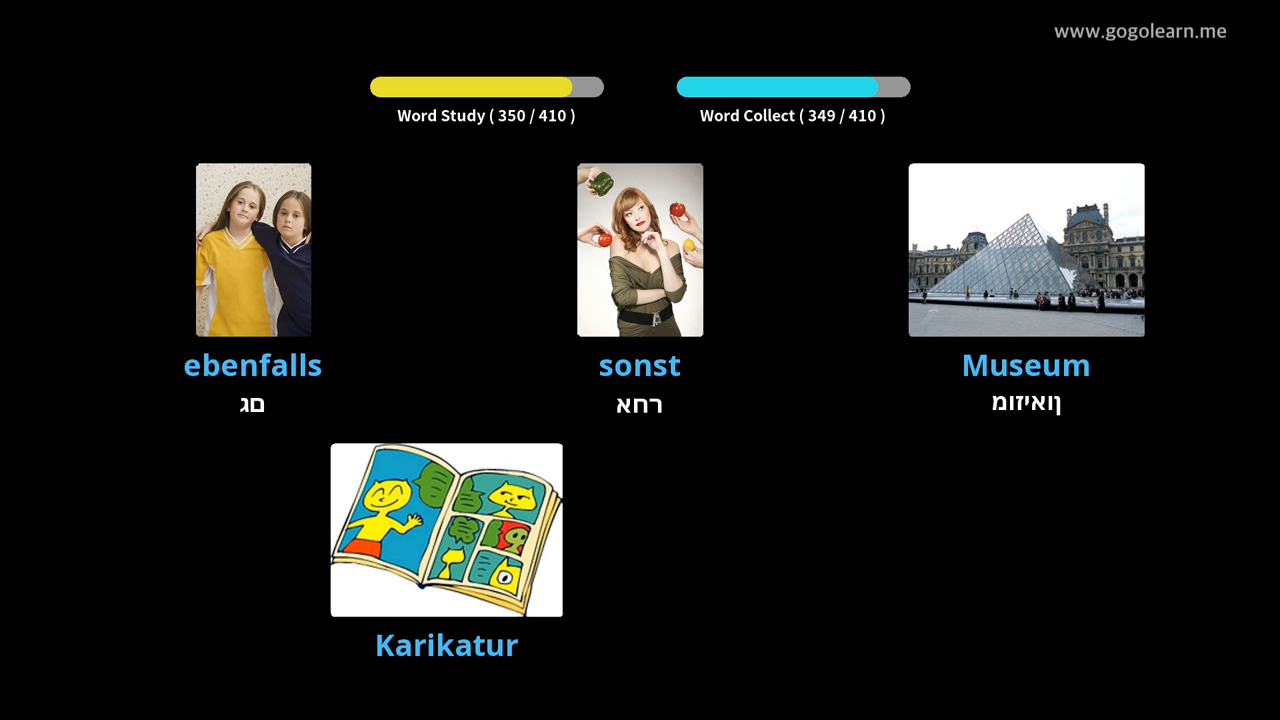 www.gogolearn.me
Word Study ( 350 / 410 )
Word Collect ( 349 / 410 )
ebenfalls
גם
sonst
אחר
Museum
מוזיאון
Karikatur